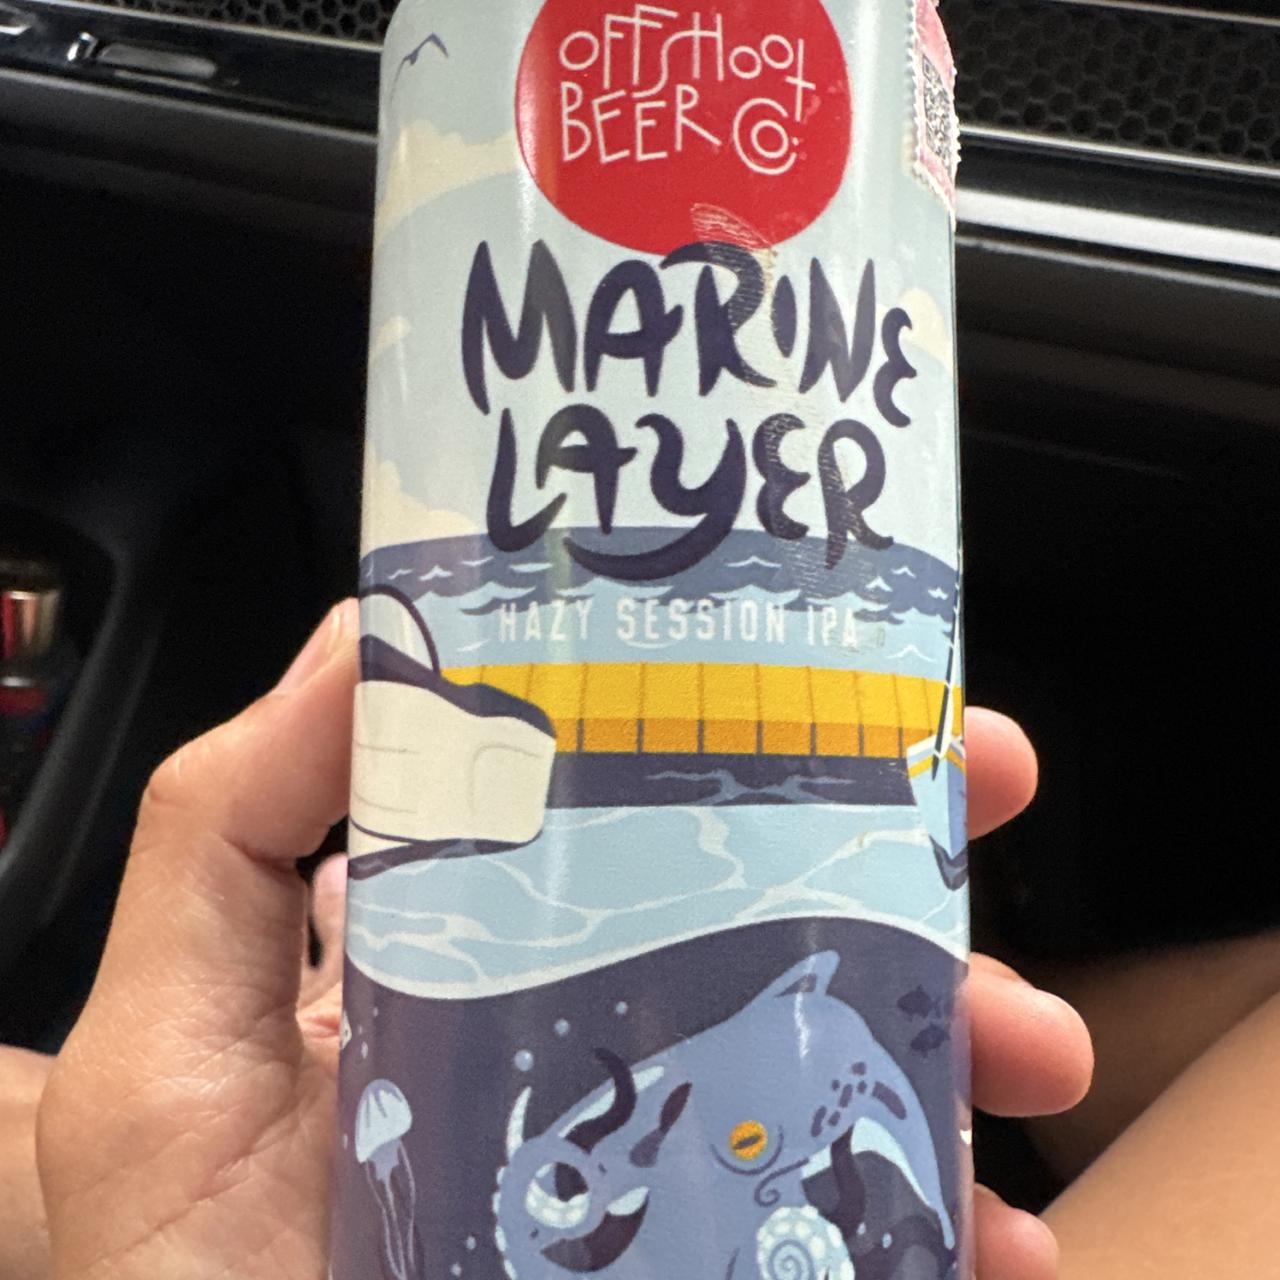 OFFSHOOT
BEER Co.
MARINE
LAYER
HAZY SESSION IPA